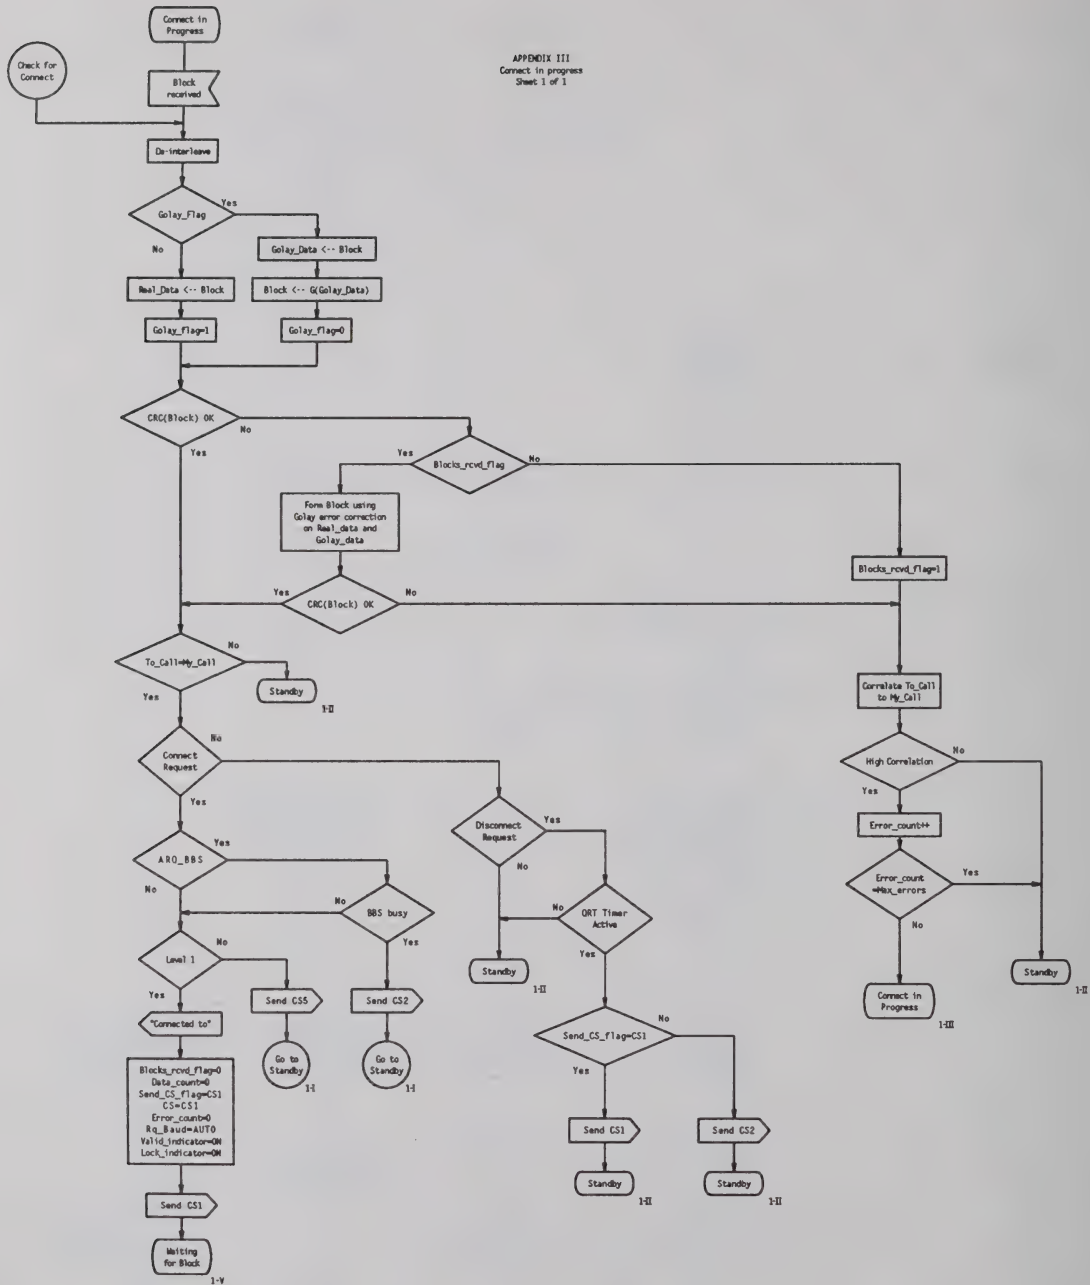 APPENDIX III
Connect in progress
Sheet 1 of 1
Connect in
Progress
Check for
Connect
Block
received
De-interleave
Golay_Flag
Yes
No
Golay_Data <-- Block
Real_Data <-- Block
Block <-- G(Golay_Data)
Golay_flag=1
Golay_flag=0
CRC(Block) OK
No
Yes
Blocks_rcvd_flag
Yes
No
Form Block using
Golay error correction
on Real_data and
Golay_data
Blocks_rcvd_flag=1
CRC(Block) OK
Yes
No
To_Call=My_Call
No
Yes
Standby
1-II
Correlate To_Call
to My_Call
High Correlation
No
Yes
Error_count++
Error_count
=Max_errors
Yes
No
Standby
1-II
Connect in
Progress
1-III
Connect
Request
No
Yes
Disconnect
Request
Yes
No
ARQ_BBS
Yes
No
BBS busy
No
Yes
QRT Timer
Active
No
Yes
Standby
1-II
Level 1
No
Yes
Send CS5
Send CS2
Go to
Standby
1-I
Go to
Standby
1-I
"Connected to"
Send_CS_flag=CS1
No
Yes
Blocks_rcvd_flag=0
Data_count=0
Send_CS_flag=CS1
CS=CS1
Error_count=0
Rq_Baud=AUTO
Valid_indicator=ON
Lock_indicator=ON
Send CS1
Send CS2
Standby
1-II
Standby
1-II
Send CS1
Waiting
for Block
1-V